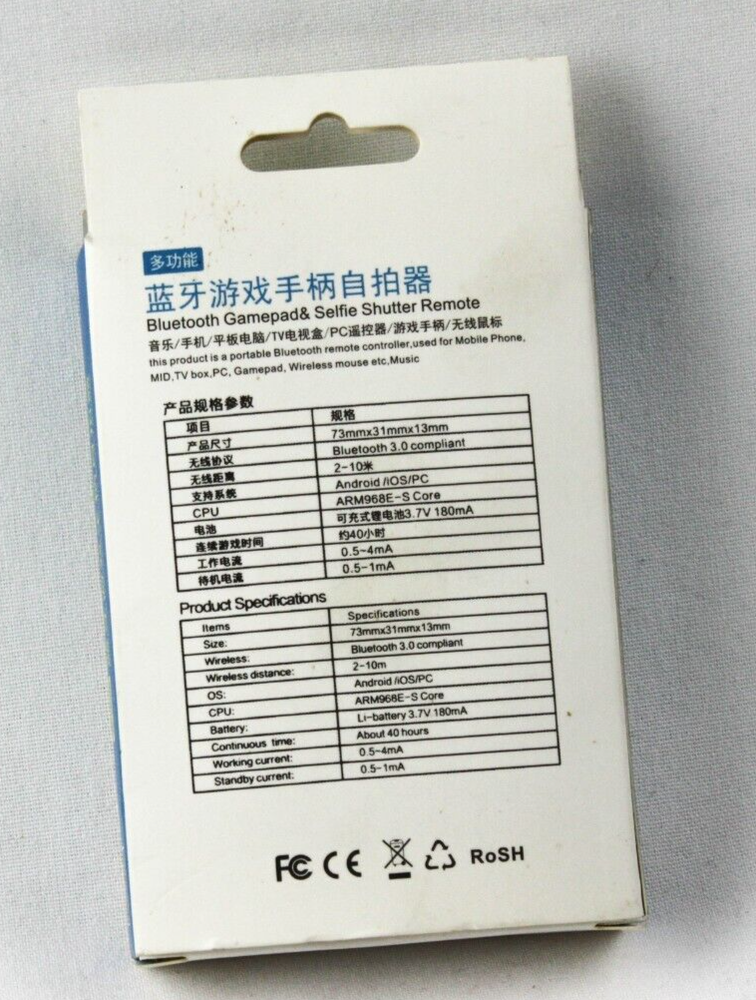 多功能
蓝牙游戏手柄自拍器
Bluetooth Gamepad& Selfie Shutter Remote
音乐/手机/平板电脑/TV电视盒/PC遥控器/游戏手柄/无线鼠标
this product is a portable Bluetooth remote controller,used for Mobile Phone,
MID,TV box,PC, Gamepad, Wireless mouse etc,Music
产品规格参数
项目 规格
产品尺寸 73mmx31mmx13mm
无线协议 Bluetooth 3.0 compliant
无线距离 2-10米
支持系统 Android /iOS/PC
CPU ARM968E-S Core
电池 可充式锂电池3.7V 180mA
连续游戏时间 约40小时
工作电流 0.5~4mA
待机电流 0.5-1mA
Product Specifications
Items Specifications
Size: 73mmx31mmx13mm
Wireless: Bluetooth 3.0 compliant
Wireless distance: 2-10m
OS: Android /iOS/PC
CPU: ARM968E-S Core
Battery: Li-battery 3.7V 180mA
Continuous time: About 40 hours
Working current: 0.5~4mA
Standby current: 0.5-1mA
FC CE RoSH